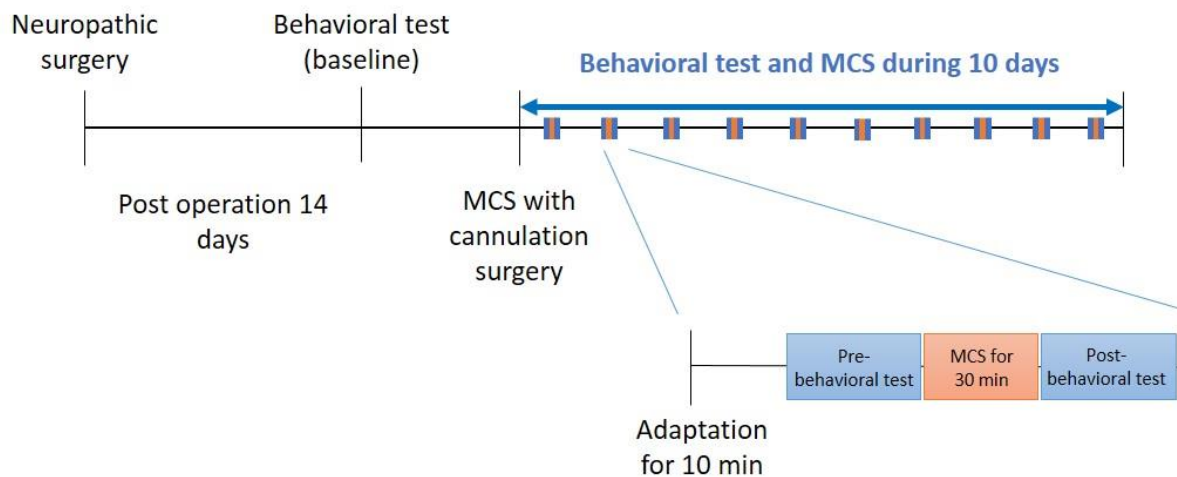 Neuropathic
surgery
Behavioral test
(baseline)
Behavioral test and MCS during 10 days
Post operation 14
days
MCS with
cannulation
surgery
Pre-
behavioral test
MCS for
30 min
Post-
behavioral test
Adaptation
for 10 min